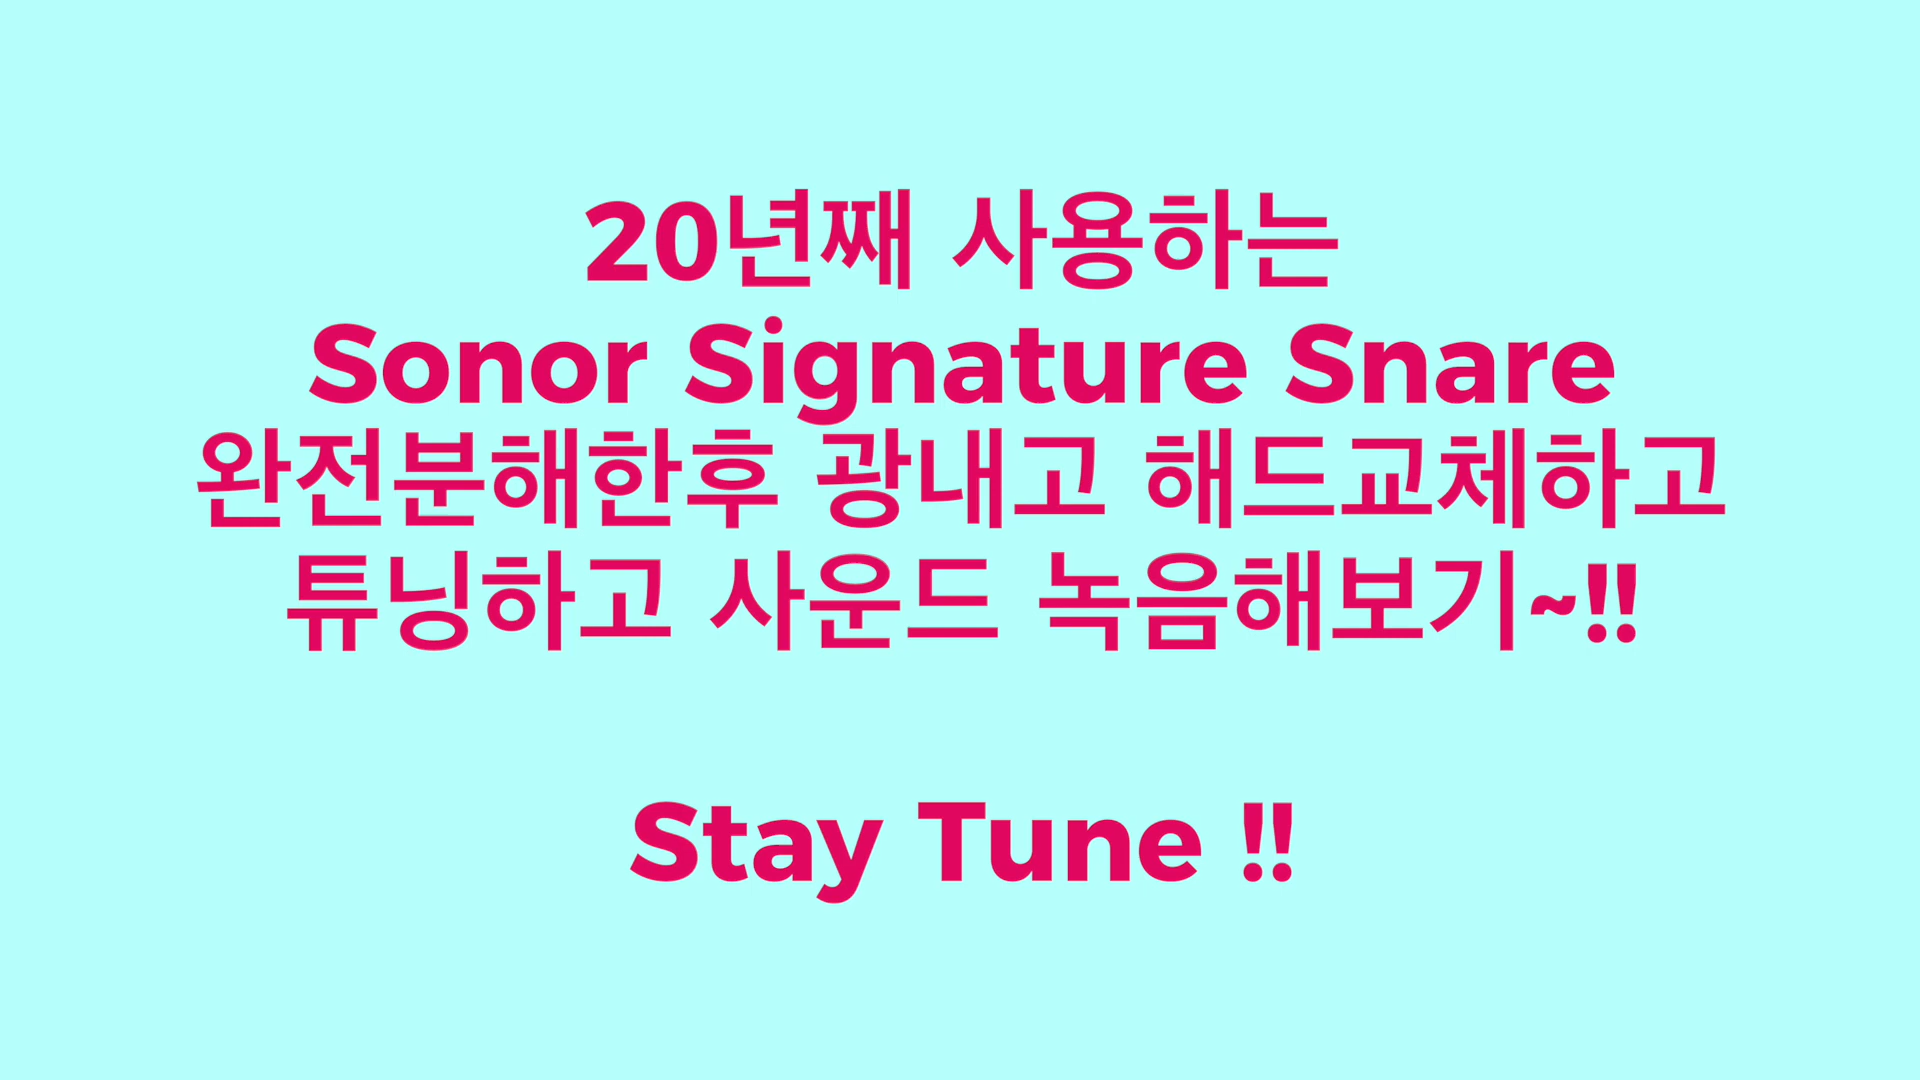 20년째 사용하는
Sonor Signature Snare
완전분해한후 광내고 해드교체하고
튜닝하고 사운드 녹음해보기~!!
Stay Tune !!